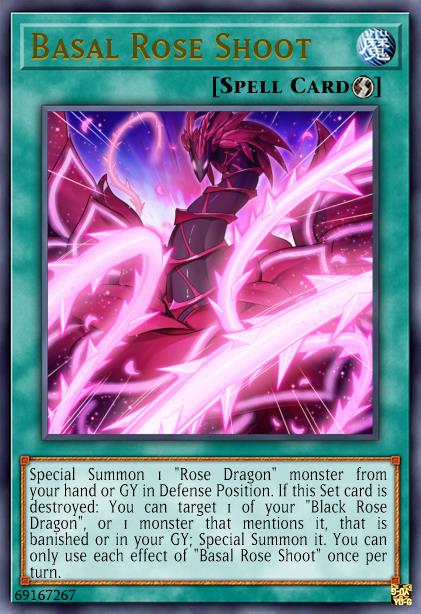 Basal Rose Shoot
魔
[Spell Card]
Special Summon 1 "Rose Dragon" monster from
your hand or GY in Defense Position. If this Set card is
destroyed: You can target 1 of your "Black Rose
Dragon", or 1 monster that mentions it, that is
banished or in your GY; Special Summon it. You can
only use each effect of "Basal Rose Shoot" once per
turn.
69167267